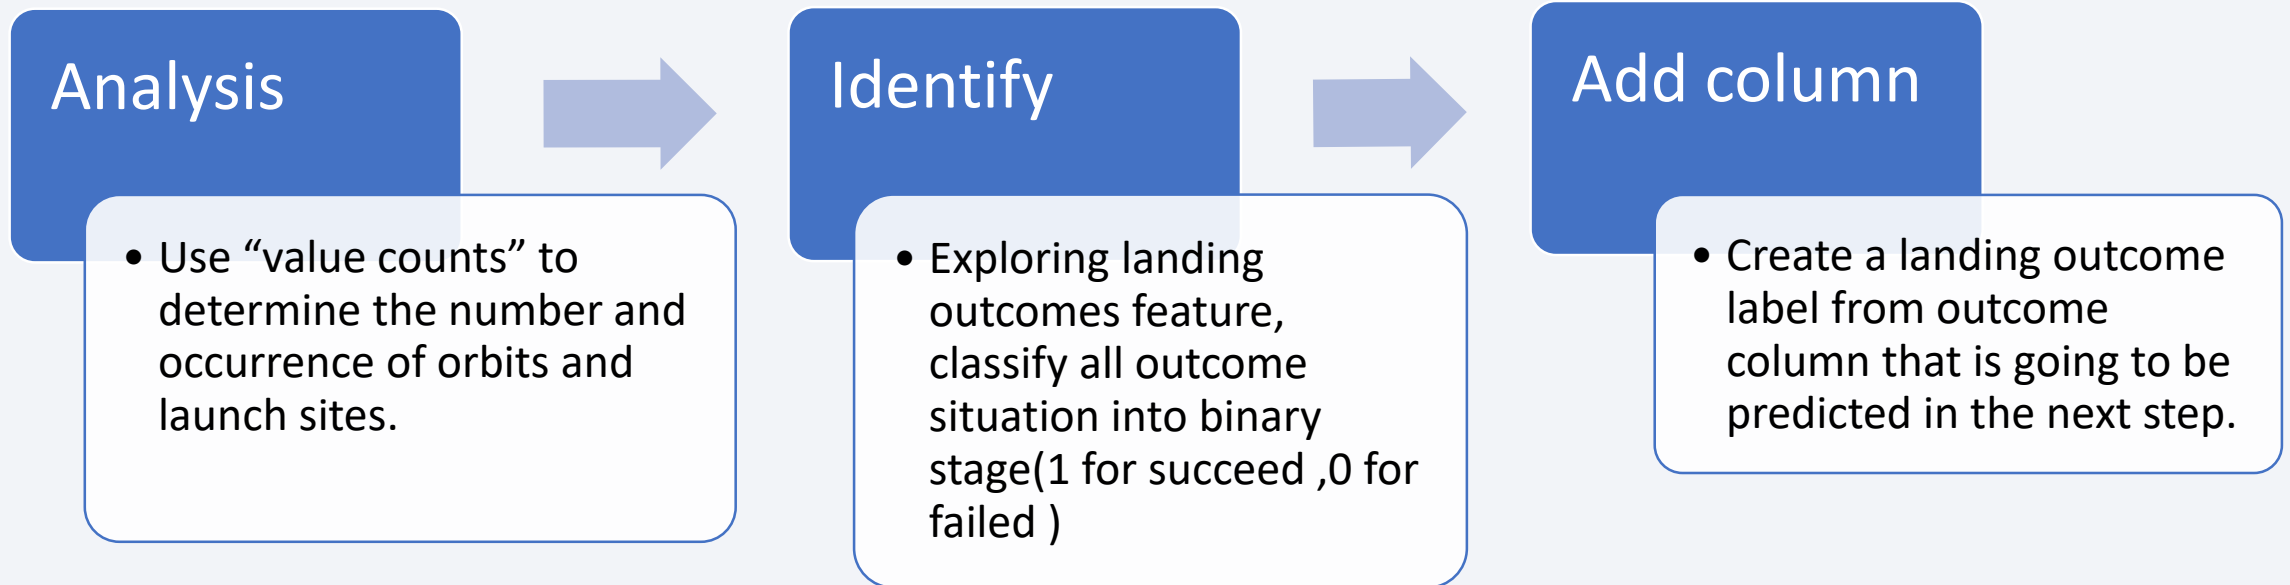 Analysis
• Use “value counts” to
determine the number and
occurrence of orbits and
launch sites.
Identify
• Exploring landing
outcomes feature,
classify all outcome
situation into binary
stage(1 for succeed ,0 for
failed )
Add column
• Create a landing outcome
label from outcome
column that is going to be
predicted in the next step.